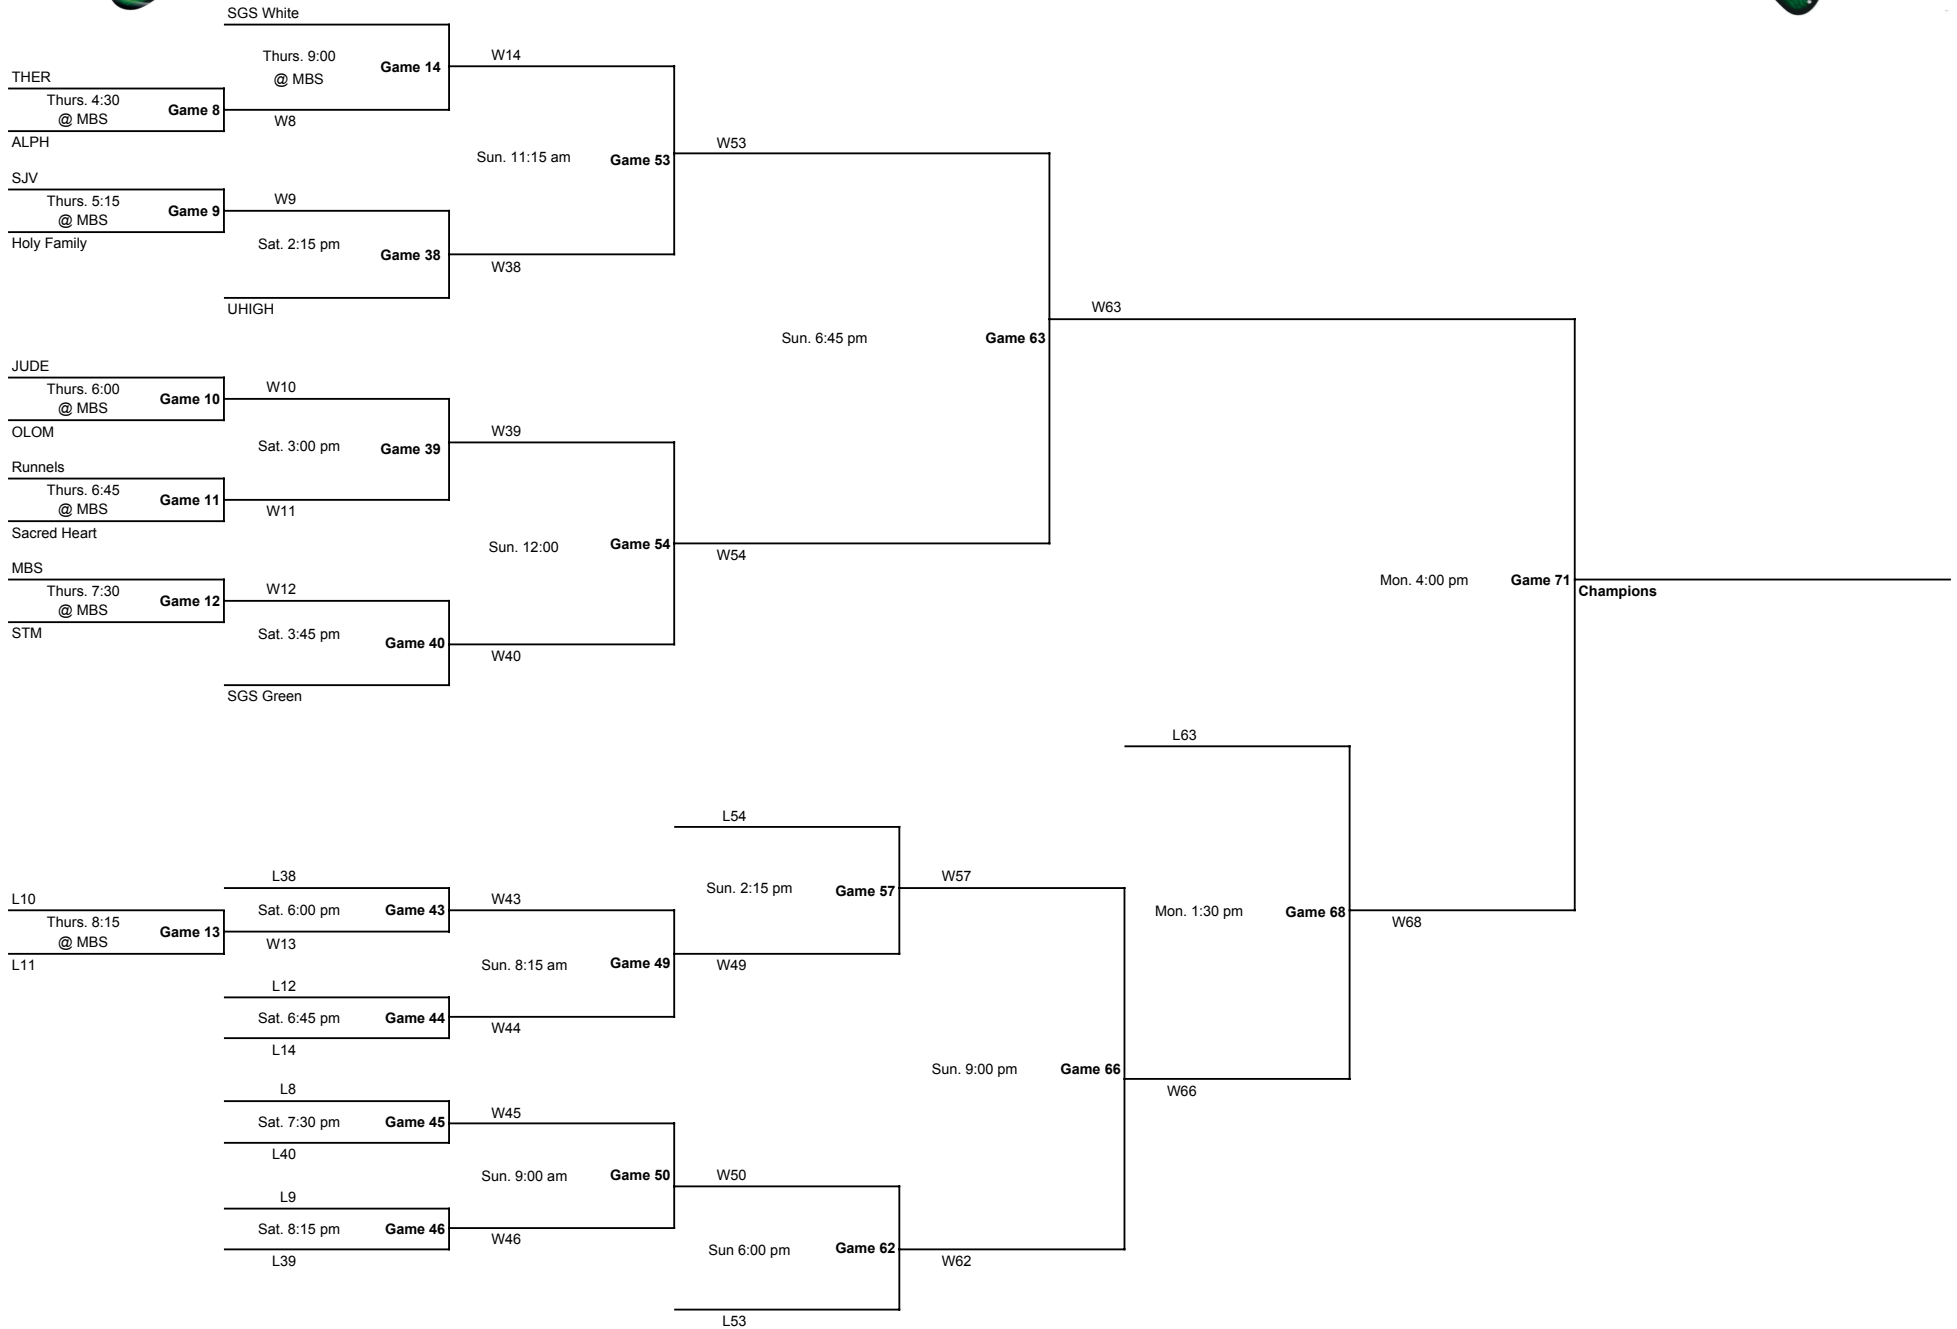 SGS White
Thurs. 9:00
@ MBS
Game 14
W14
THER
Thurs. 4:30
@ MBS
Game 8
ALPH
W8
Sun. 11:15 am
Game 53
W53
SJV
Thurs. 5:15
@ MBS
Game 9
Holy Family
W9
Sat. 2:15 pm
Game 38
W38
UHIGH
Sun. 6:45 pm
Game 63
W63
JUDE
Thurs. 6:00
@ MBS
Game 10
OLOM
W10
Sat. 3:00 pm
Game 39
W39
Runnels
Thurs. 6:45
@ MBS
Game 11
Sacred Heart
W11
Sun. 12:00
Game 54
W54
MBS
Thurs. 7:30
@ MBS
Game 12
STM
W12
Sat. 3:45 pm
Game 40
W40
SGS Green
Mon. 4:00 pm
Game 71
Champions
L63
L54
L38
L10
Thurs. 8:15
@ MBS
Game 13
L11
Sat. 6:00 pm
Game 43
W13
W43
Sun. 2:15 pm
Game 57
W57
Mon. 1:30 pm
Game 68
W68
Sun. 8:15 am
Game 49
W49
L12
Sat. 6:45 pm
Game 44
L14
W44
Sun. 9:00 pm
Game 66
W66
L8
Sat. 7:30 pm
Game 45
L40
W45
Sun. 9:00 am
Game 50
W50
L9
Sat. 8:15 pm
Game 46
L39
W46
Sun 6:00 pm
Game 62
W62
L53